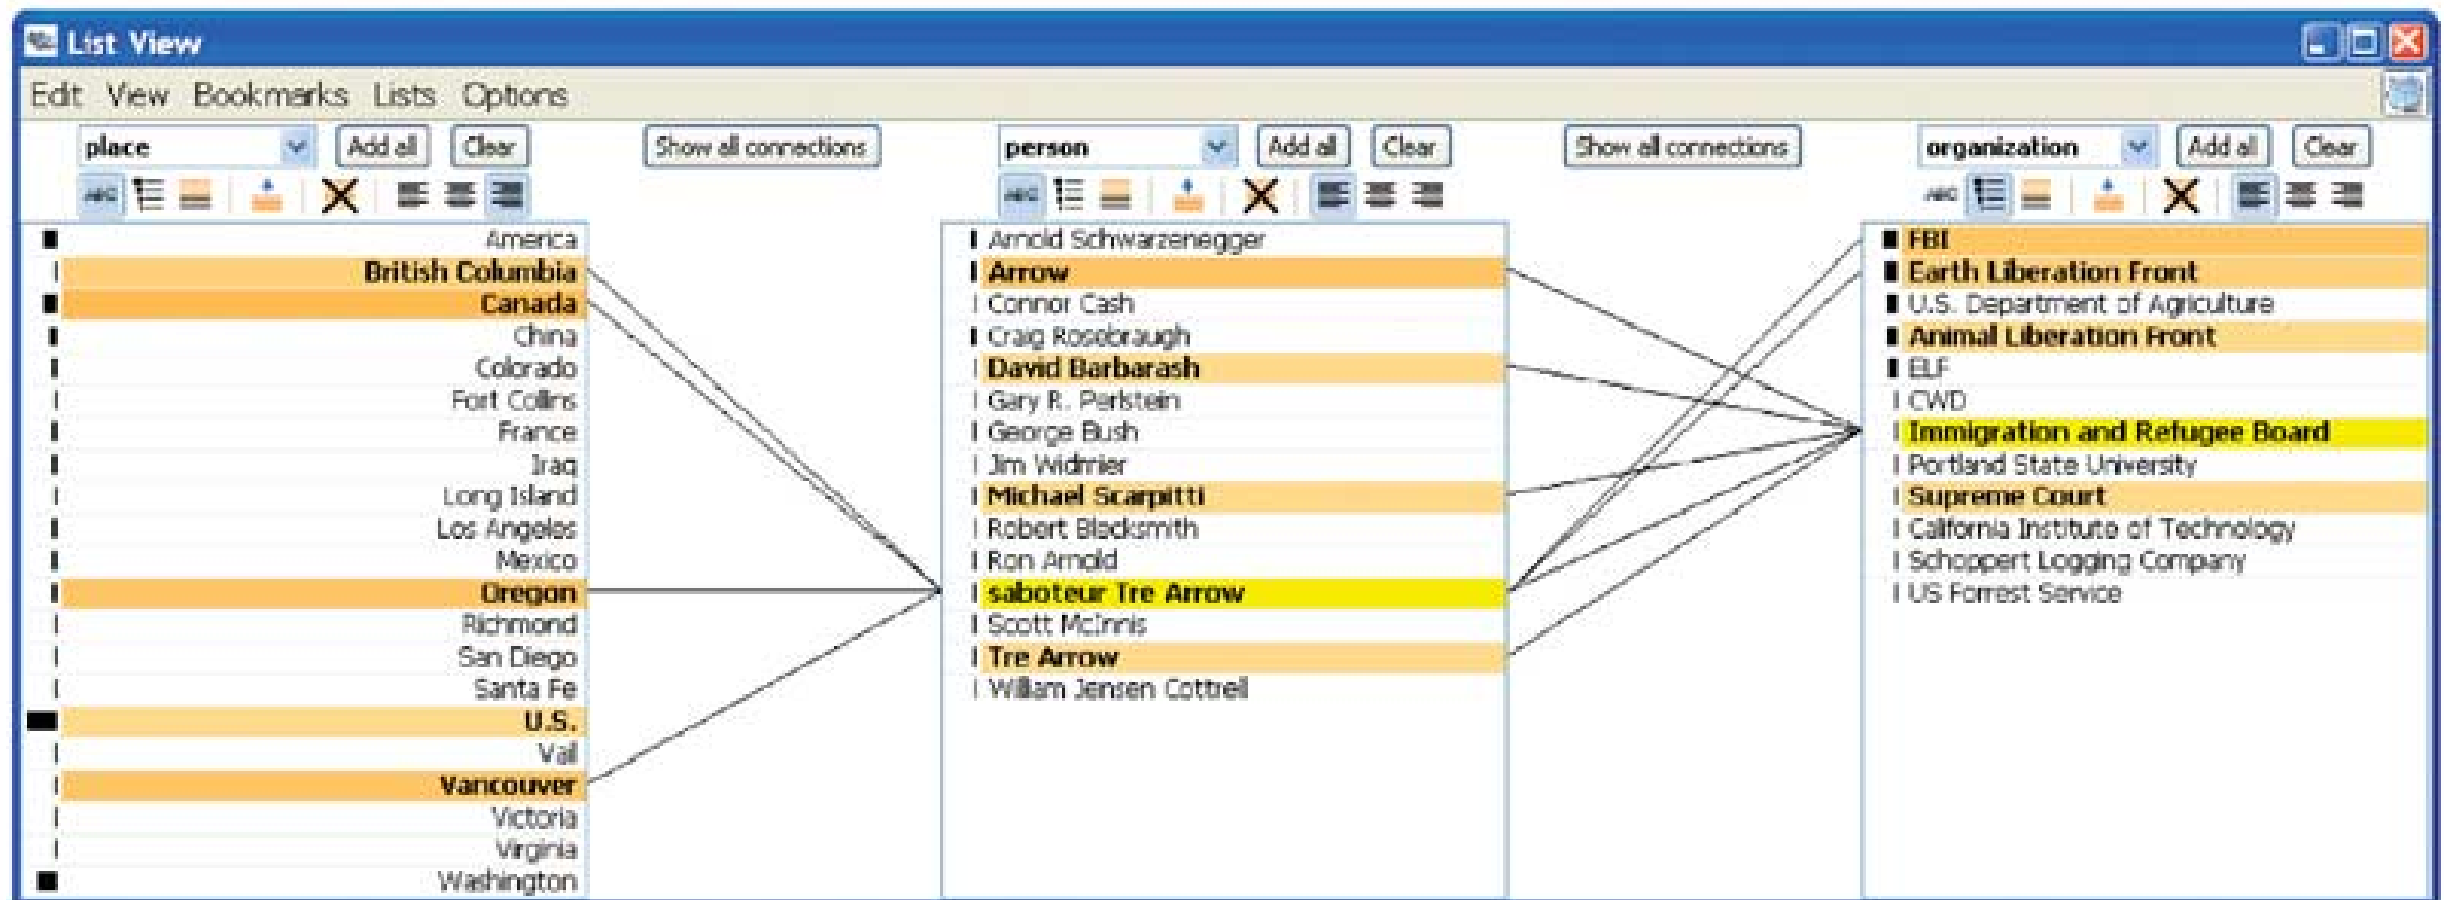 List View
Edit View Bookmarks Lists Options
place Add all Clear Show all connections person Add all Clear Show all connections organization Add all Clear
ABC ABC ABC
America
British Columbia
Canada
China
Colorado
Fort Collins
France
Iraq
Long Island
Los Angeles
Mexico
Oregon
Richmond
San Diego
Santa Fe
U.S.
Vail
Vancouver
Victoria
Virginia
Washington
Arnold Schwarzenegger
Arrow
Connor Cash
Craig Rosebraugh
David Barbarash
Gary R. Perlstein
George Bush
Jim Widmier
Michael Scarpitti
Robert Blecksmith
Ron Arnold
saboteur Tre Arrow
Scott McInnis
Tre Arrow
William Jensen Cottrell
FBI
Earth Liberation Front
U.S. Department of Agriculture
Animal Liberation Front
ELF
CWD
Immigration and Refugee Board
Portland State University
Supreme Court
California Institute of Technology
Schoppert Logging Company
US Forrest Service